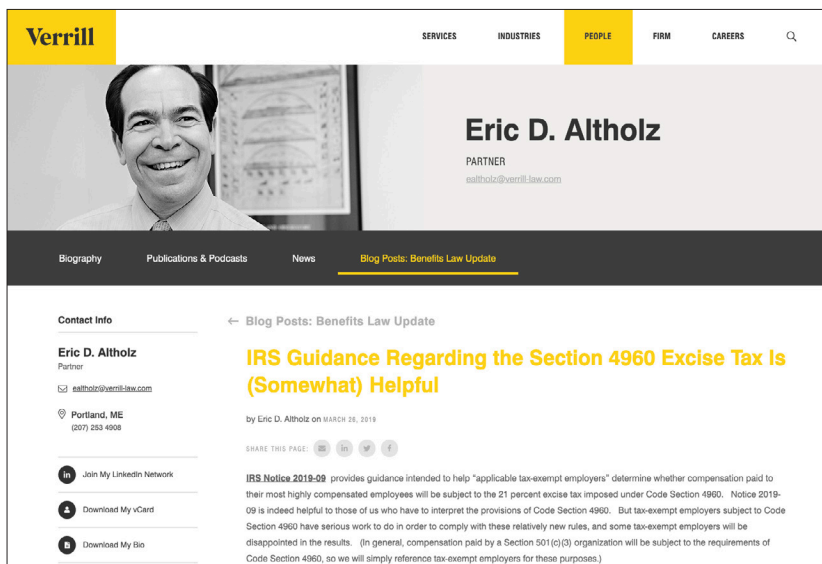 Verrill
SERVICES INDUSTRIES PEOPLE FIRM CAREERS
Eric D. Altholz
PARTNER
ealtholz@verrill-law.com
Biography Publications & Podcasts News Blog Posts: Benefits Law Update
Contact Info
Eric D. Altholz
Partner
ealtholz@verrill-law.com
Portland, ME
(207) 253 4908
in Join My LinkedIn Network
Download My vCard
Download My Bio
← Blog Posts: Benefits Law Update
IRS Guidance Regarding the Section 4960 Excise Tax Is
(Somewhat) Helpful
by Eric D. Altholz on MARCH 26, 2019
SHARE THIS PAGE: in f
IRS Notice 2019-09 provides guidance intended to help “applicable tax-exempt employers” determine whether compensation paid to
their most highly compensated employees will be subject to the 21 percent excise tax imposed under Code Section 4960. Notice 2019-
09 is indeed helpful to those of us who have to interpret the provisions of Code Section 4960. But tax-exempt employers subject to Code
Section 4960 have serious work to do in order to comply with these relatively new rules, and some tax-exempt employers will be
disappointed in the results. (In general, compensation paid by a Section 501(c)(3) organization will be subject to the requirements of
Code Section 4960, so we will simply reference tax-exempt employers for these purposes.)